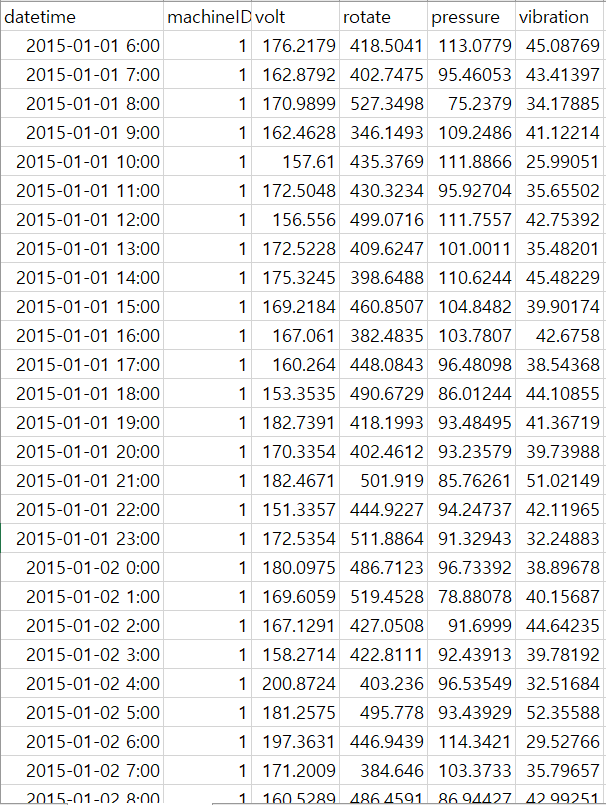 datetime machineID volt rotate pressure vibration
2015-01-01 6:00 1 176.2179 418.5041 113.0779 45.08769
2015-01-01 7:00 1 162.8792 402.7475 95.46053 43.41397
2015-01-01 8:00 1 170.9899 527.3498 75.2379 34.17885
2015-01-01 9:00 1 162.4628 346.1493 109.2486 41.12214
2015-01-01 10:00 1 157.61 435.3769 111.8866 25.99051
2015-01-01 11:00 1 172.5048 430.3234 95.92704 35.65502
2015-01-01 12:00 1 156.556 499.0716 111.7557 42.75392
2015-01-01 13:00 1 172.5228 409.6247 101.0011 35.48201
2015-01-01 14:00 1 175.3245 398.6488 110.6244 45.48229
2015-01-01 15:00 1 169.2184 460.8507 104.8482 39.90174
2015-01-01 16:00 1 167.061 382.4835 103.7807 42.6758
2015-01-01 17:00 1 160.264 448.0843 96.48098 38.54368
2015-01-01 18:00 1 153.3535 490.6729 86.01244 44.10855
2015-01-01 19:00 1 182.7391 418.1993 93.48495 41.36719
2015-01-01 20:00 1 170.3354 402.4612 93.23579 39.73988
2015-01-01 21:00 1 182.4671 501.919 85.76261 51.02149
2015-01-01 22:00 1 151.3357 444.9227 94.24737 42.11965
2015-01-01 23:00 1 172.5354 511.8864 91.32943 32.24883
2015-01-02 0:00 1 180.0975 486.7123 96.73392 38.89678
2015-01-02 1:00 1 169.6059 519.4528 78.88078 40.15687
2015-01-02 2:00 1 167.1291 427.0508 91.6999 44.64235
2015-01-02 3:00 1 158.2714 422.8111 92.43913 39.78192
2015-01-02 4:00 1 200.8724 403.236 96.53549 32.51684
2015-01-02 5:00 1 181.2575 495.778 93.43929 52.35588
2015-01-02 6:00 1 197.3631 446.9439 114.3421 29.52766
2015-01-02 7:00 1 171.2009 384.646 103.3733 35.79657
2015-01-02 8:00 1 160.5289 486.4591 86.94427 42.99251